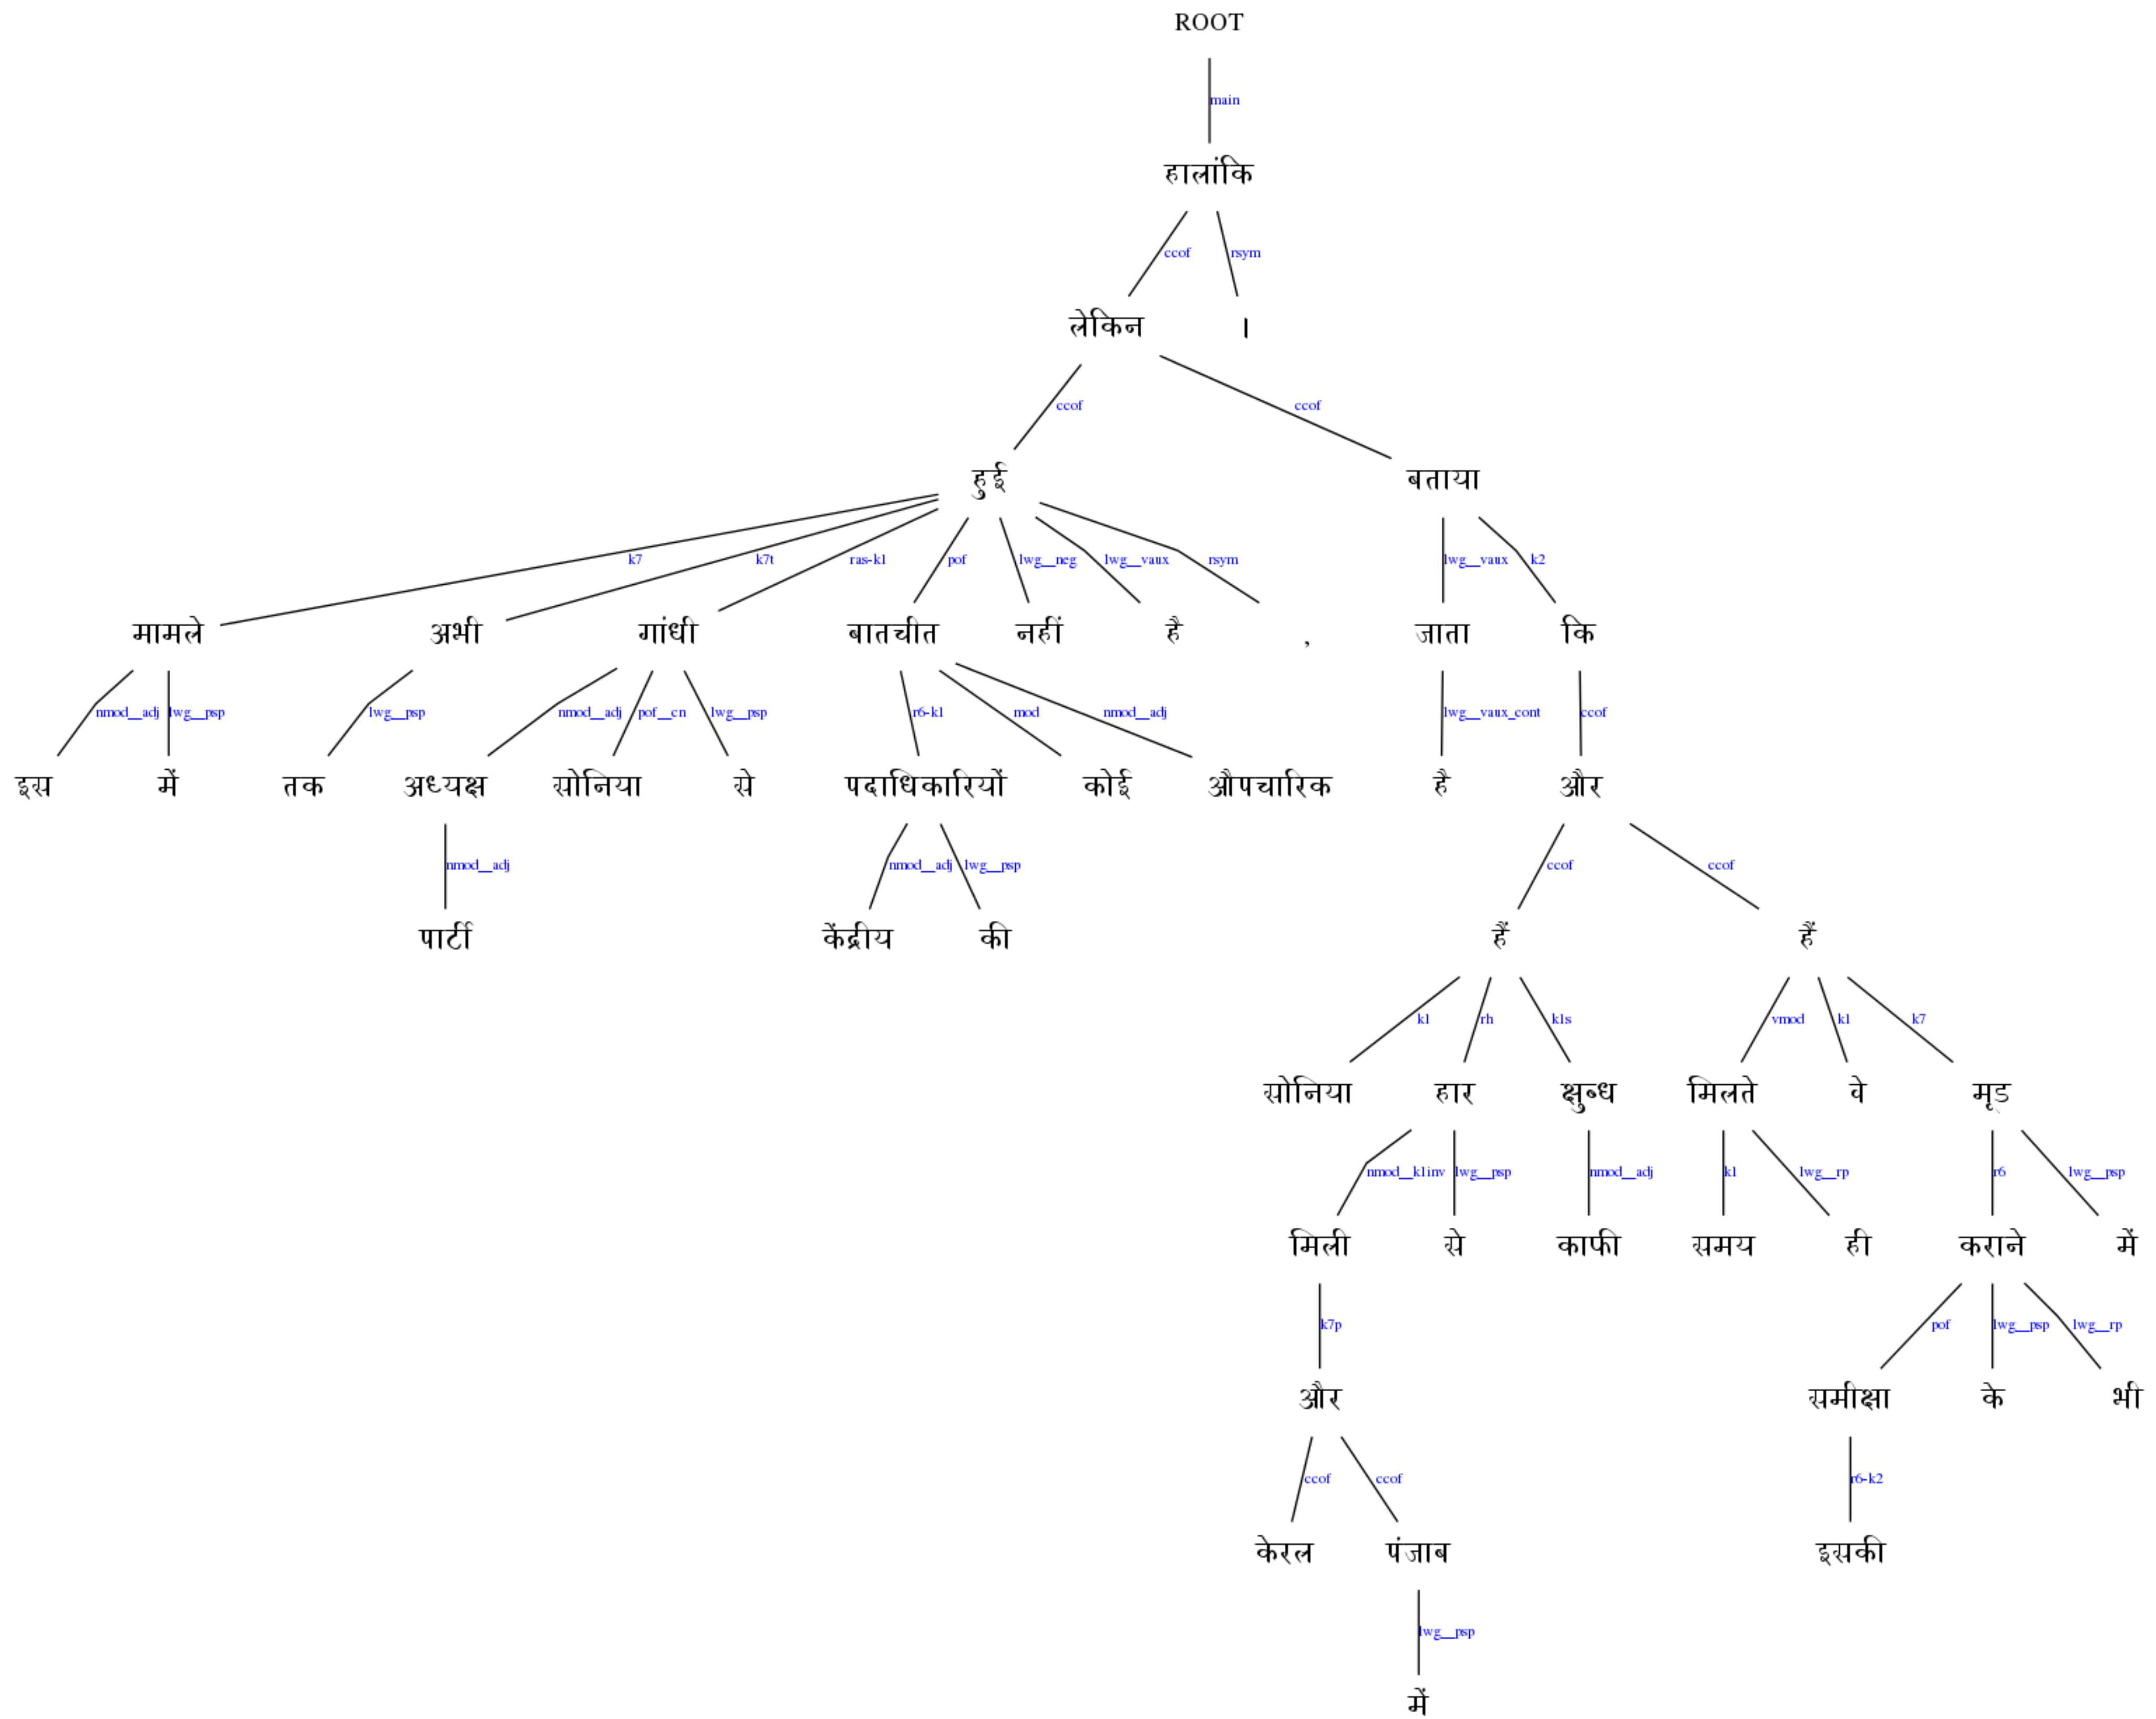 ROOT
main
हालांकि
ccof rsym
लेकिन ।
ccof ccof
हुई बताया
k7 k7t ras-k1 pof lwg__neg lwg__vaux rsym lwg__vaux k2
मामले अभी गांधी बातचीत नहीं है , जाता कि
nmod__adj lwg__psp lwg__psp nmod__adj pof__cn lwg__psp r6-k1 mod nmod__adj lwg__vaux_cont ccof
इस में तक अध्यक्ष सोनिया से पदाधिकारियों कोई औपचारिक है और
nmod__adj nmod__adj lwg__psp ccof ccof
पार्टी केंद्रीय की हैं हैं
k1 rh k1s vmod k1 k7
सोनिया हार क्षुब्ध मिलते वे मूड
nmod__k1inv lwg__psp nmod__adj k1 lwg__rp r6 lwg__psp
मिली से काफी समय ही कराने में
k7p pof lwg__psp lwg__rp
और समीक्षा के भी
ccof ccof r6-k2
केरल पंजाब इसकी
lwg__psp
में